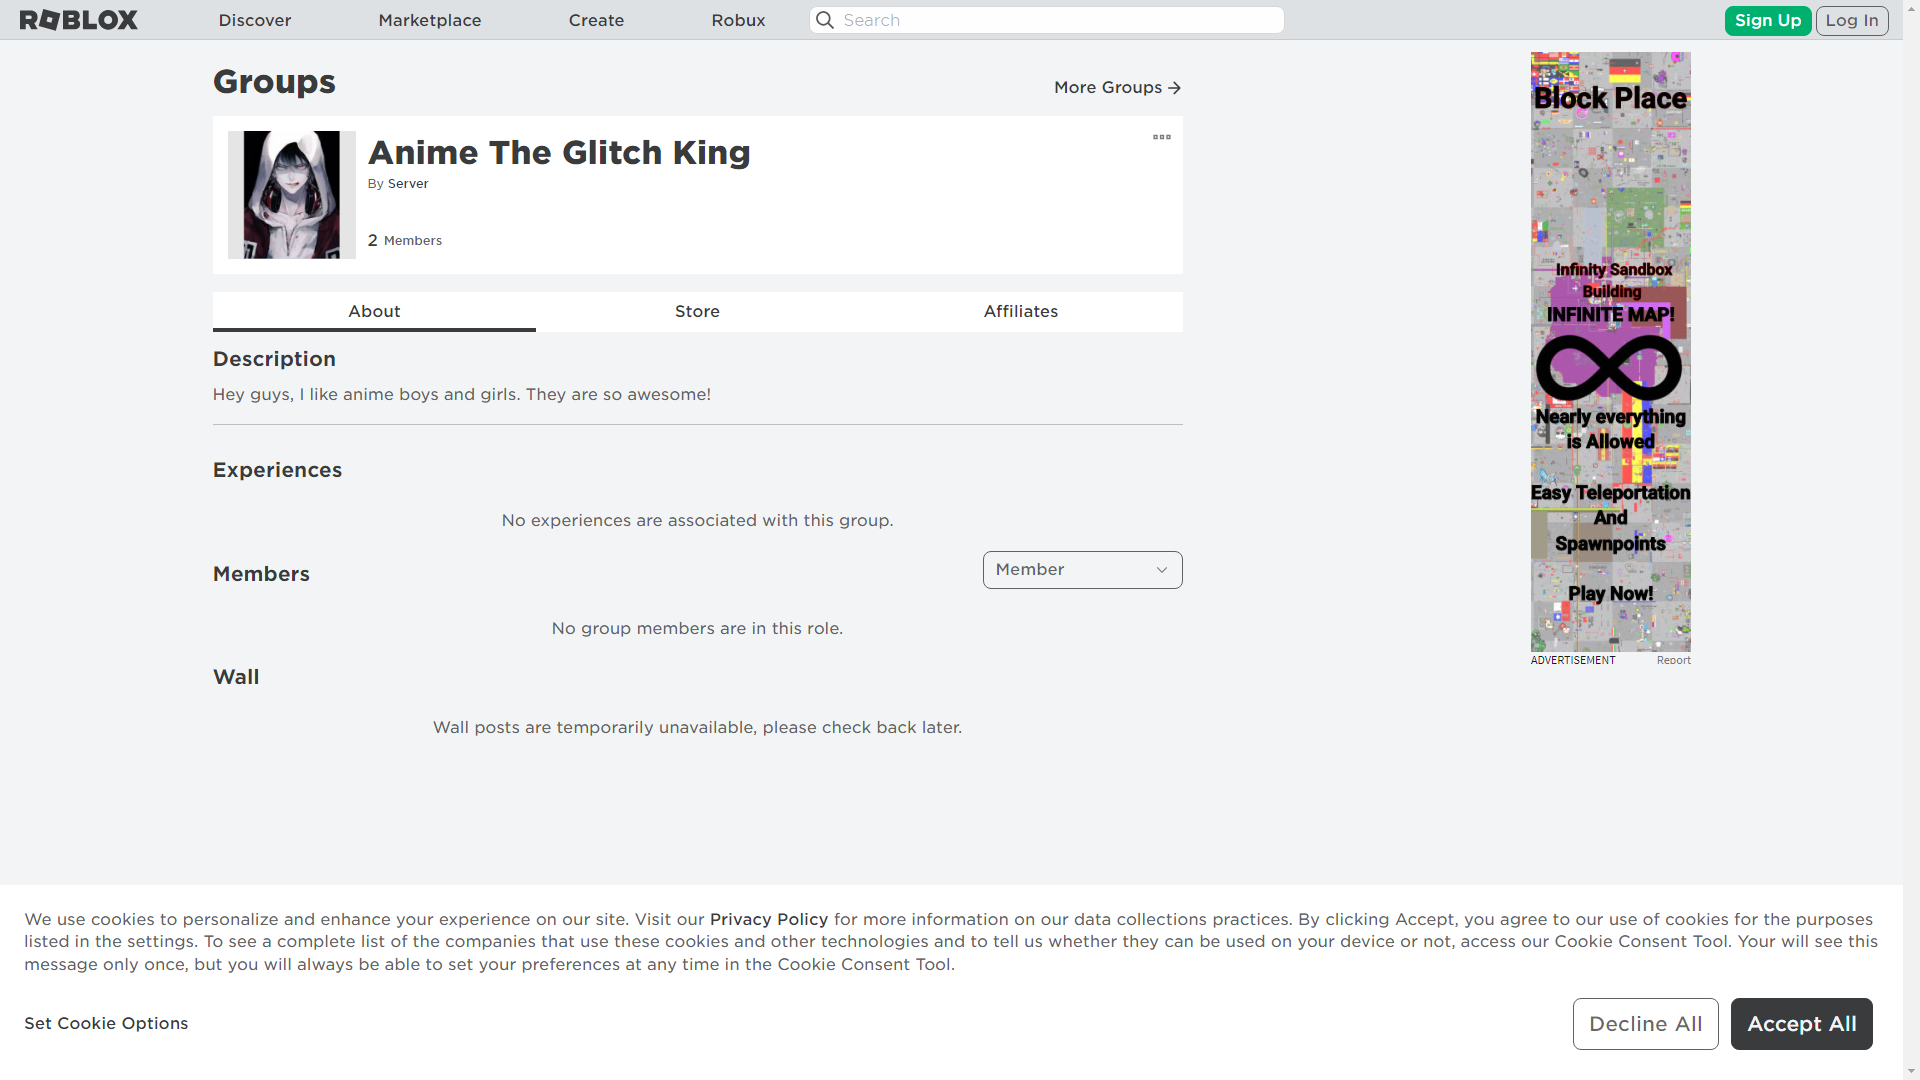 ROBLOX
Discover
Marketplace
Create
Robux
Search
Sign Up
Log In
Groups
More Groups
Anime The Glitch King
By Server
2 Members
About
Store
Affiliates
Description
Hey guys, I like anime boys and girls. They are so awesome!
Experiences
No experiences are associated with this group.
Members
Member
No group members are in this role.
Wall
Wall posts are temporarily unavailable, please check back later.
Block Place
Infinity Sandbox
Building
INFINITE MAP!
Nearly everything
is Allowed
Easy Teleportation
And
Spawnpoints
Play Now!
ADVERTISEMENT
Report
We use cookies to personalize and enhance your experience on our site. Visit our Privacy Policy for more information on our data collections practices. By clicking Accept, you agree to our use of cookies for the purposes
listed in the settings. To see a complete list of the companies that use these cookies and other technologies and to tell us whether they can be used on your device or not, access our Cookie Consent Tool. Your will see this
message only once, but you will always be able to set your preferences at any time in the Cookie Consent Tool.
Set Cookie Options
Decline All
Accept All